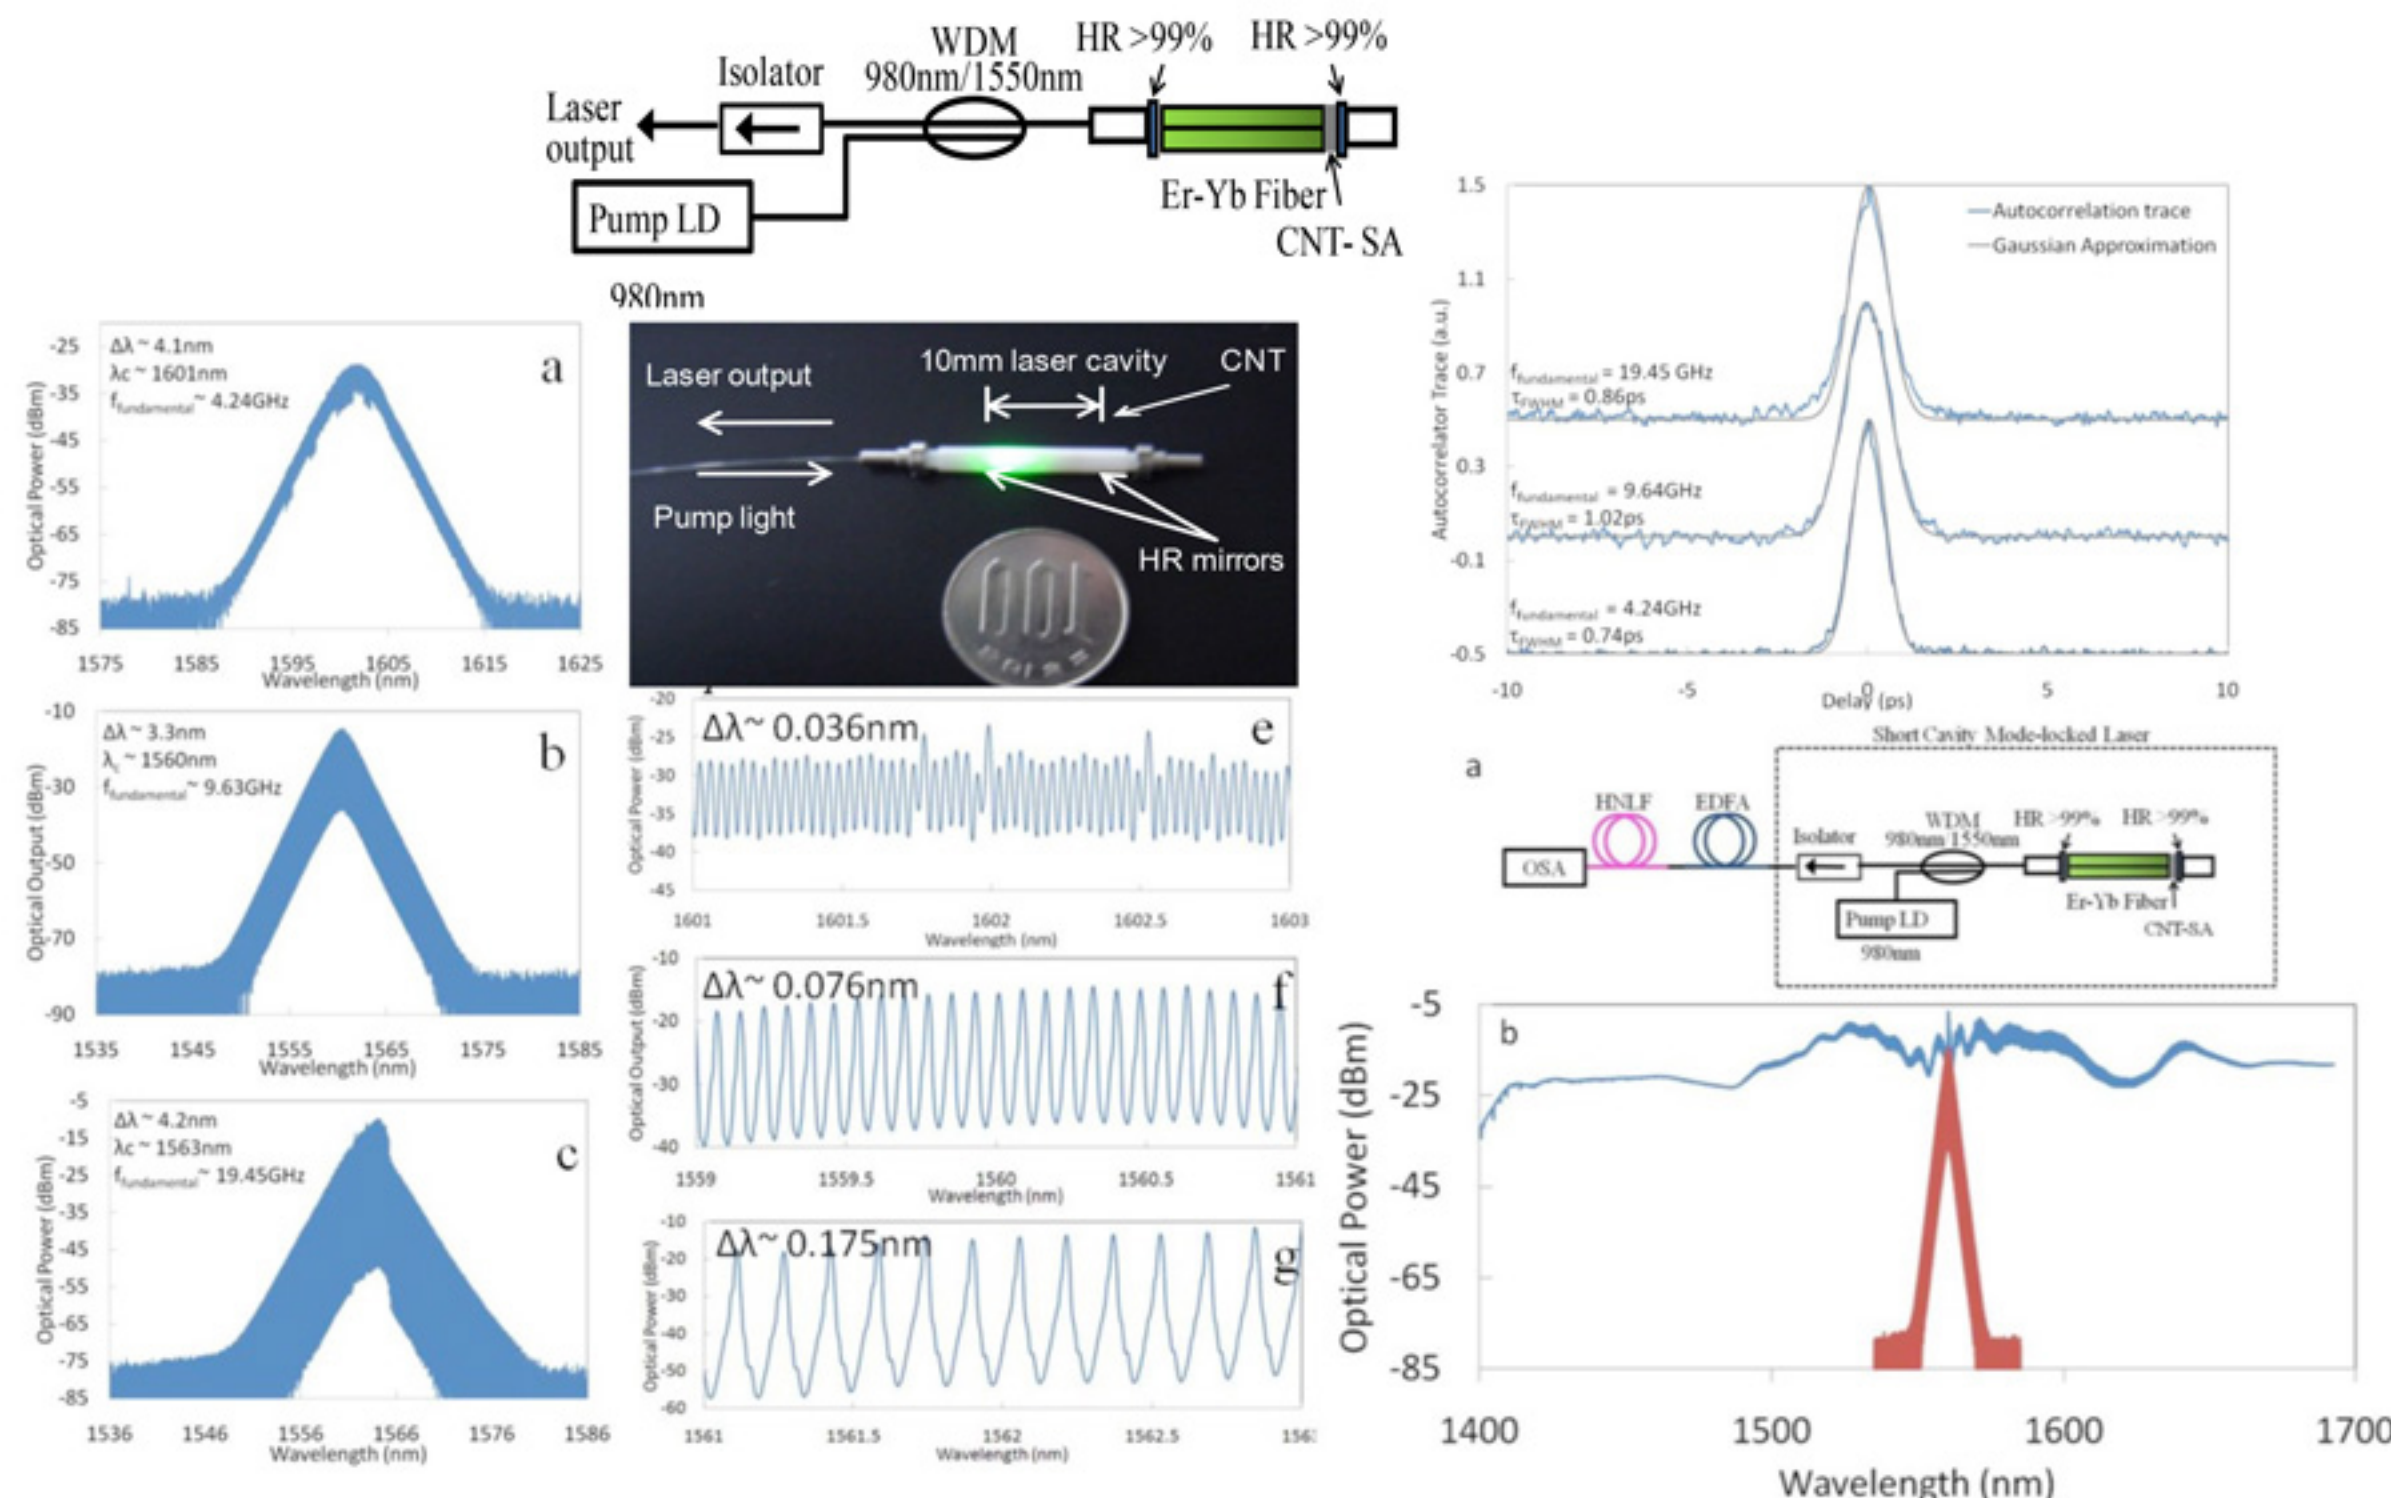 WDM
980nm/1550nm
HR >99%
HR >99%
Isolator
Laser
output
Pump LD
Er-Yb Fiber
CNT- SA
980nm
Δλ ~ 4.1nm
λc ~ 1601nm
f fundamental ~ 4.24GHz
a
Optical Power (dBm)
-25
-35
-45
-55
-65
-75
-85
1575
1585
1595
1605
1615
1625
Wavelength (nm)
Laser output
10mm laser cavity
CNT
Pump light
HR mirrors
100
Autocorrelation trace
Gaussian Approximation
Autocorrelator Trace (a.u.)
1.5
1.1
0.7
0.3
-0.1
-0.5
f fundamental = 19.45 GHz
τ FWHM = 0.86ps
f fundamental = 9.64GHz
τ FWHM = 1.02ps
f fundamental = 4.24GHz
τ FWHM = 0.74ps
-10
-5
0
5
10
Delay (ps)
Δλ ~ 3.3nm
λc ~ 1560nm
f fundamental ~ 9.63GHz
b
Optical Output (dBm)
-10
-30
-50
-70
-90
1535
1545
1555
1565
1575
1585
Wavelength (nm)
Δλ ~ 4.2nm
λc ~ 1563nm
f fundamental ~ 19.45GHz
c
Optical Power (dBm)
-5
-15
-25
-35
-45
-55
-65
-75
-85
1536
1546
1556
1566
1576
1586
Wavelength (nm)
Δλ~ 0.036nm
e
Optical Power (dBm)
-20
-25
-30
-35
-40
-45
1601
1601.5
1602
1602.5
1603
Wavelength (nm)
Δλ~ 0.076nm
f
Optical Output (dBm)
-10
-20
-30
-40
1559
1559.5
1560
1560.5
1561
Wavelength (nm)
Δλ~ 0.175nm
g
Optical Power (dBm)
-10
-20
-30
-40
-50
-60
1561
1561.5
1562
1562.5
Wavelength (nm)
Short Cavity Mode-locked Laser
a
HNLF
EDFA
OSA
Isolator
WDM
980nm/1550nm
HR >99%
HR >99%
Pump LD
980nm
Er-Yb Fiber
CNT-SA
b
Optical Power (dBm)
-5
-25
-45
-65
-85
1400
1500
1600
1700
Wavelength (nm)